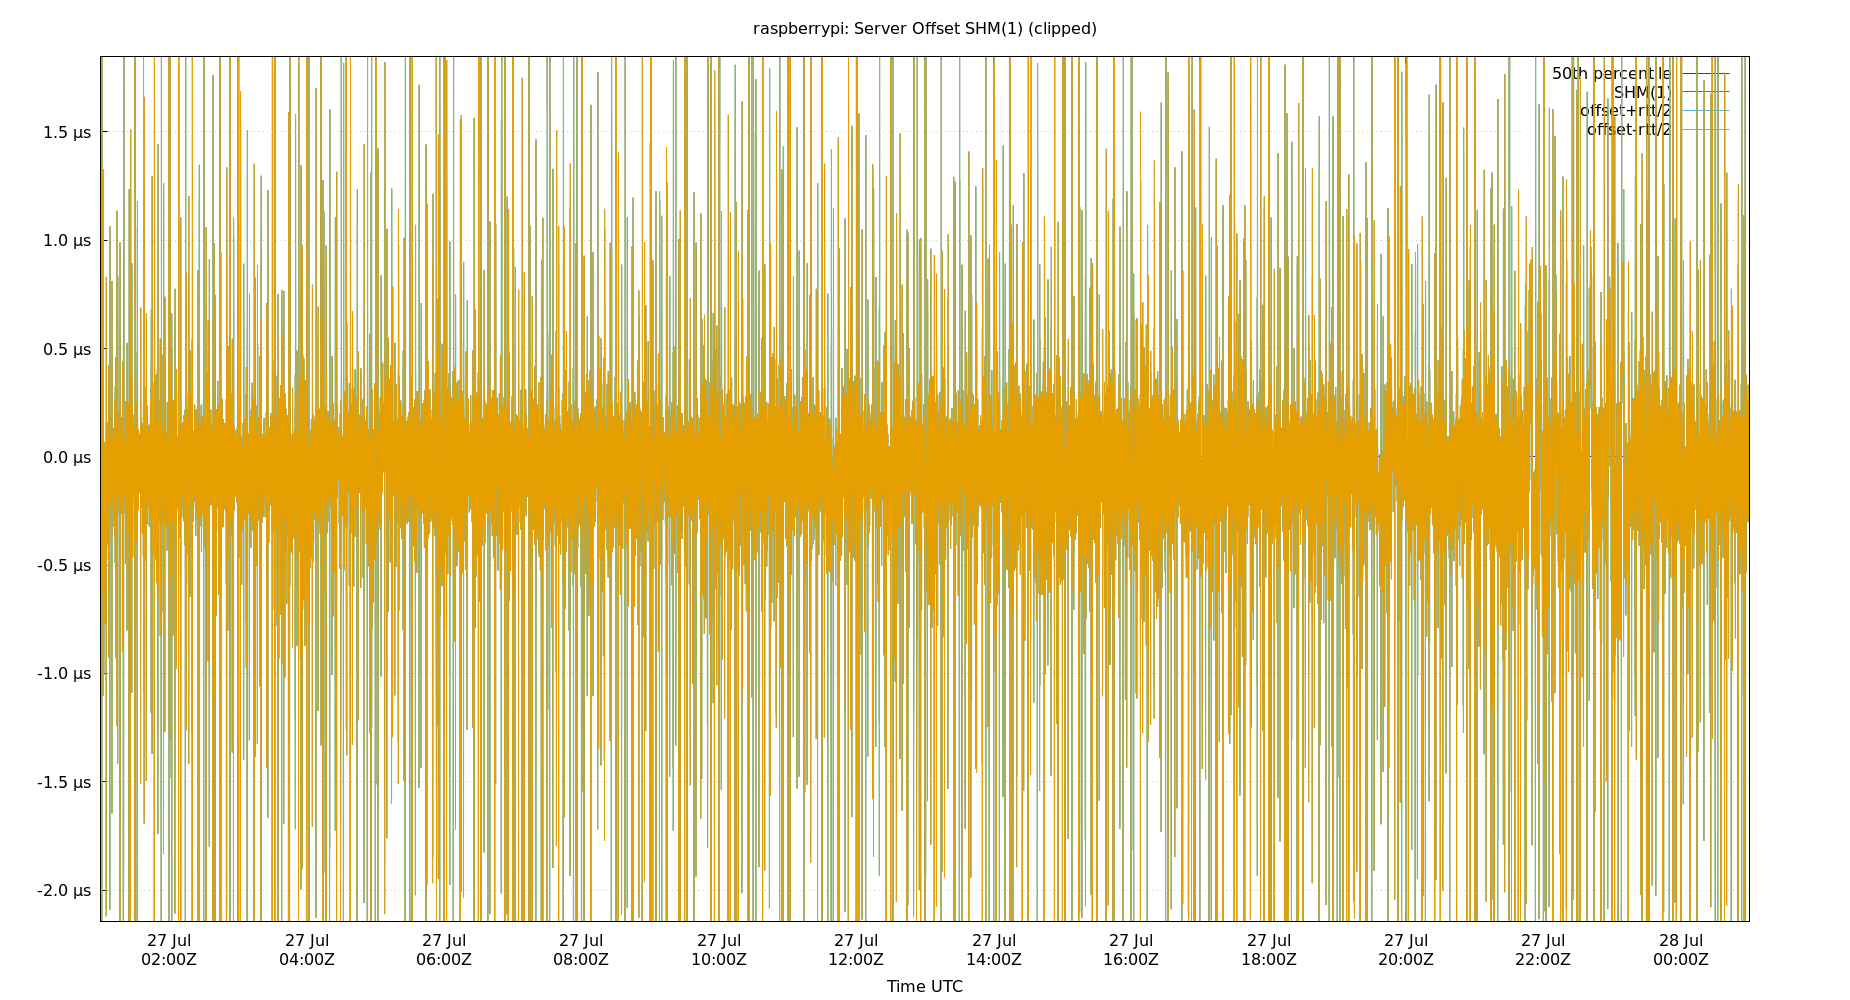 raspberrypi: Server Offset SHM(1) (clipped)
50th percentile
SHM(1)
offset+rtt/2
offset-rtt/2
1.5 µs
1.0 µs
0.5 µs
0.0 µs
-0.5 µs
-1.0 µs
-1.5 µs
-2.0 µs
27 Jul 27 Jul 27 Jul 27 Jul 27 Jul 27 Jul 27 Jul 27 Jul 27 Jul 27 Jul 27 Jul 28 Jul
02:00Z 04:00Z 06:00Z 08:00Z 10:00Z 12:00Z 14:00Z 16:00Z 18:00Z 20:00Z 22:00Z 00:00Z
Time UTC